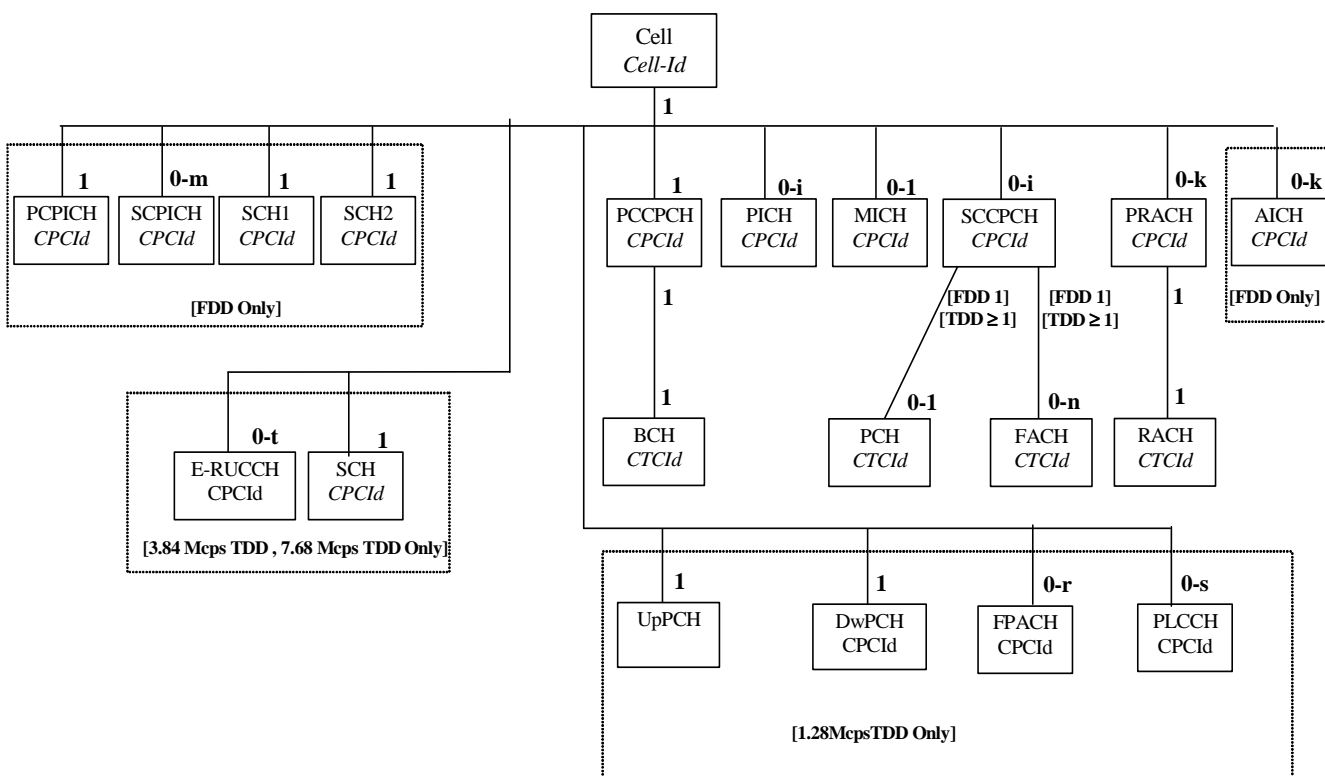 Cell
Cell-Id
1
1
0-m
1
1
1
0-i
0-1
0-i
0-k
0-k
PCPICH
CPCId
SCPICH
CPCId
SCH1
CPCId
SCH2
CPCId
PCCPCH
CPCId
PICH
CPCId
MICH
CPCId
SCCPCH
CPCId
PRACH
CPCId
AICH
CPCId
[FDD Only]
1
[FDD 1]
[TDD ≥ 1]
[FDD 1]
[TDD ≥ 1]
1
[FDD Only]
1
0-1
0-n
1
BCH
CTCId
PCH
CTCId
FACH
CTCId
RACH
CTCId
0-t
1
E-RUCCH
CPCId
SCH
CPCId
[3.84 Mcps TDD , 7.68 Mcps TDD Only]
1
1
0-r
0-s
UpPCH
DwPCH
CPCId
FPACH
CPCId
PLCCH
CPCId
[1.28McpsTDD Only]